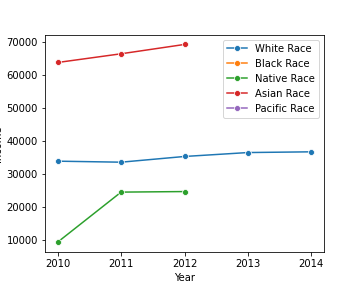 70000
60000
50000
40000
30000
20000
10000
White Race
Black Race
Native Race
Asian Race
Pacific Race
2010 2011 2012 2013 2014
Year